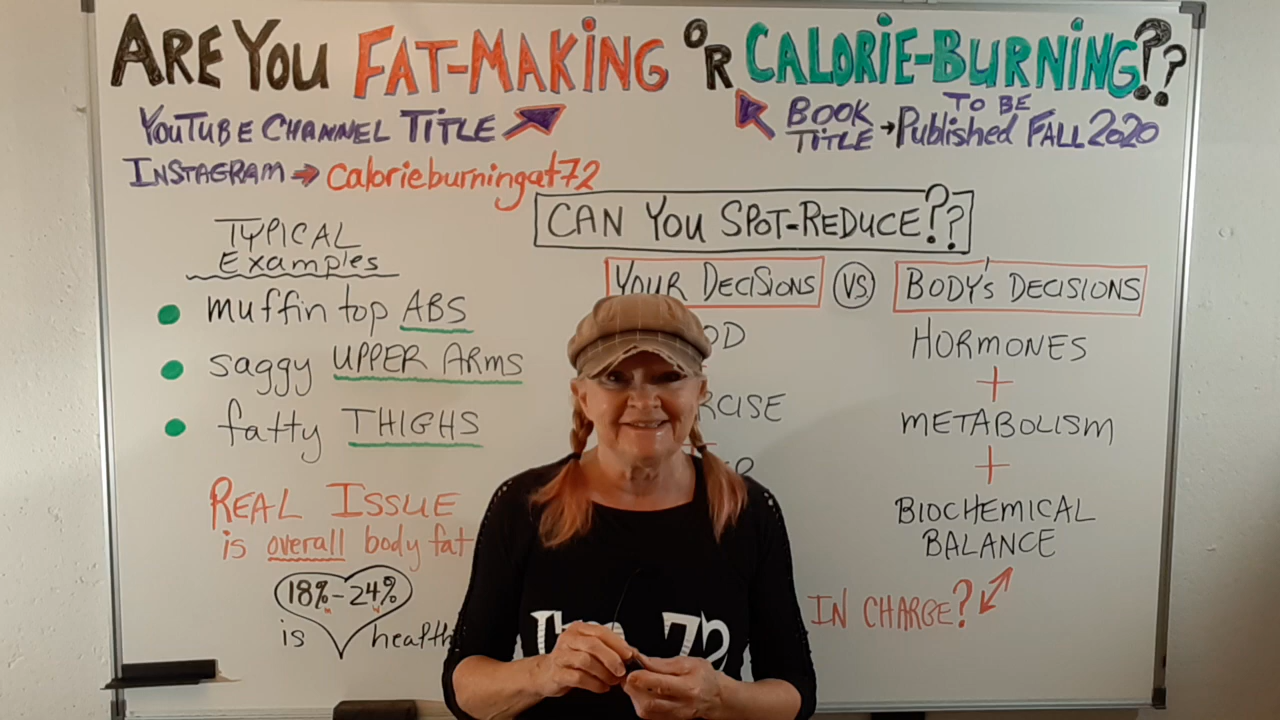 ARE YOU FAT-MAKING OR CALORIE-BURNING??
YOUTUBE CHANNEL TITLE
BOOK TITLE → TO BE Published FALL 2020
INSTAGRAM → calorieburningat72
CAN YOU SPOT-REDUCE??
TYPICAL
Examples
YOUR DECISIONS VS BODY'S DECISIONS
muffin top ABS
saggy UPPER ARMS
fatty THIGHS
HORMONES
+
METABOLISM
+
BIOCHEMICAL
BALANCE
REAL ISSUE
is overall body fat
18% - 24%
is
IN CHARGE?
72